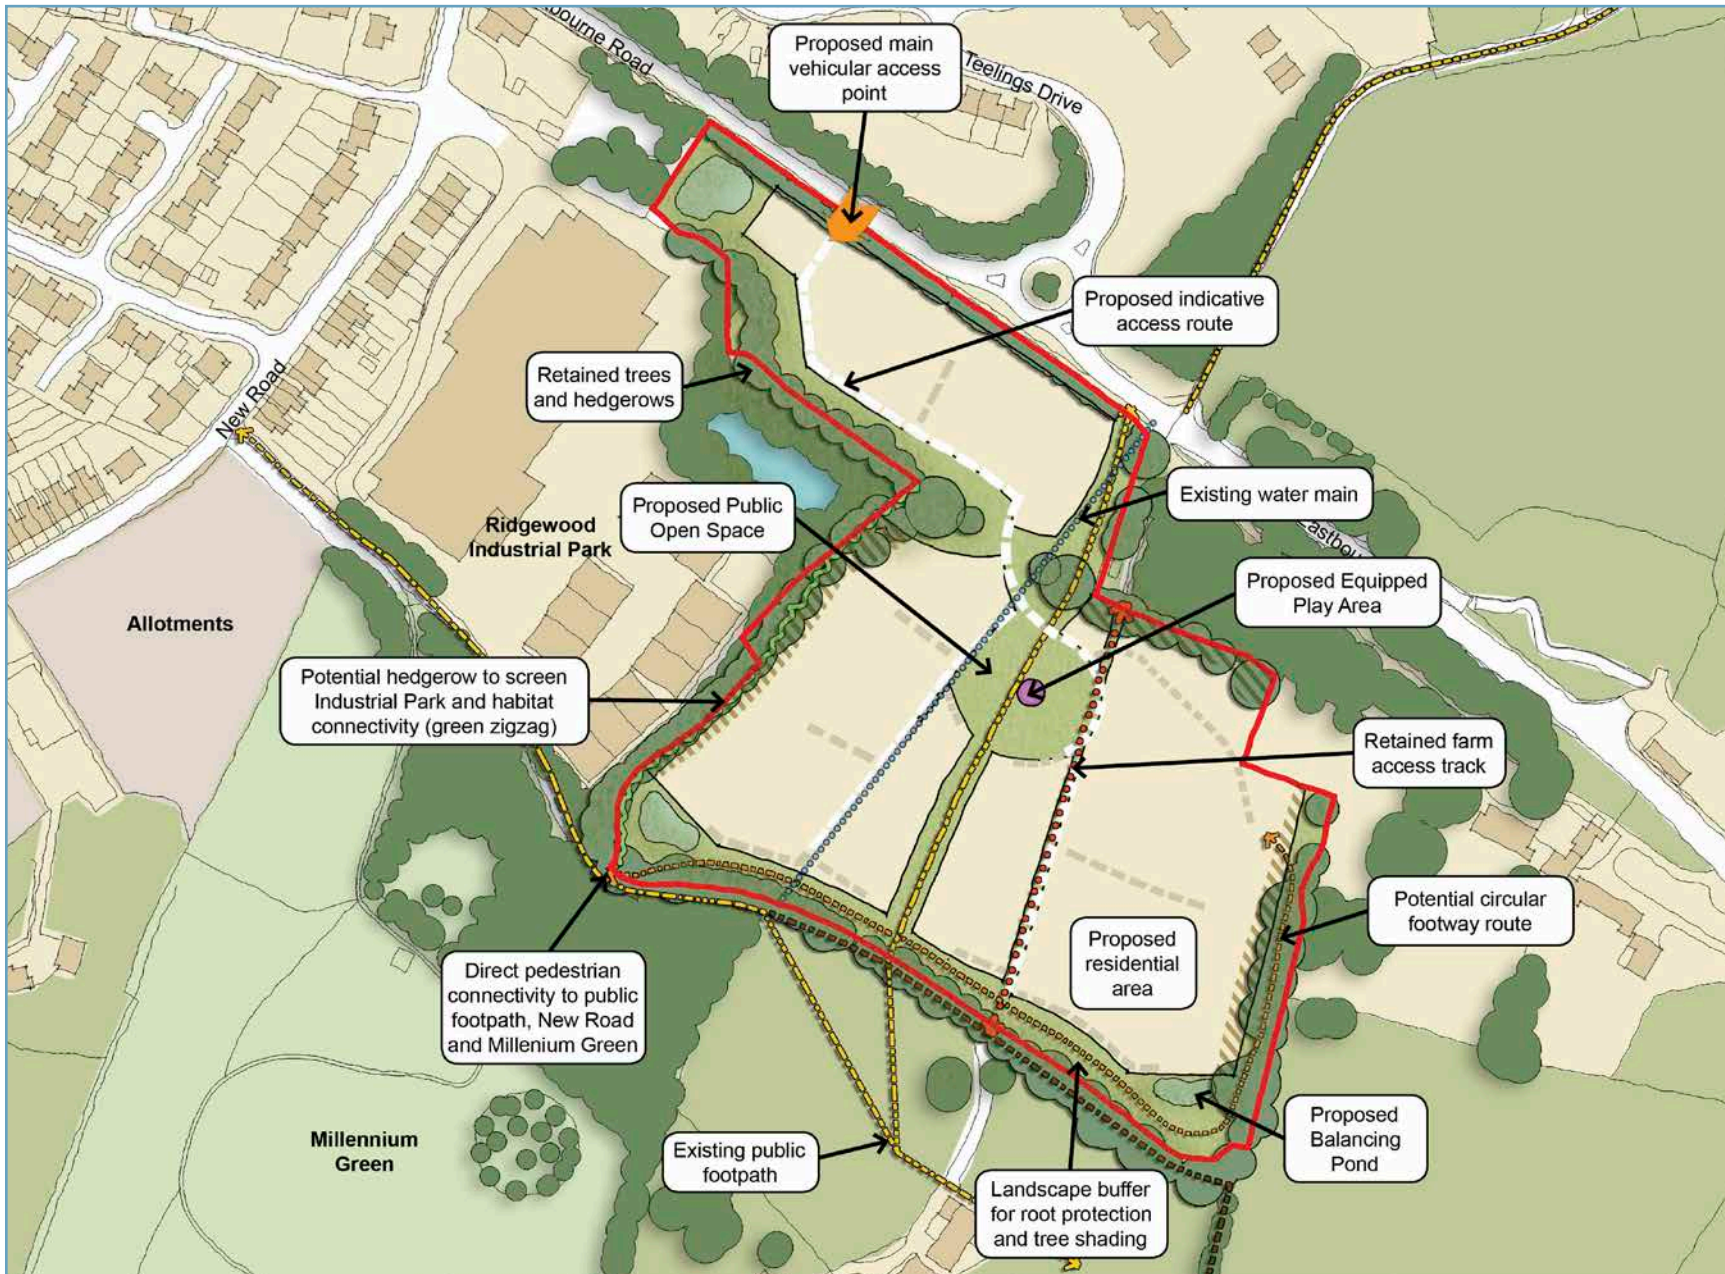 Proposed main
vehicular access
point
bourne Road
Teelings Drive
Proposed indicative
access route
Retained trees
and hedgerows
New Road
Existing water main
Proposed Public
Open Space
Ridgewood
Industrial Park
Eastbou
Proposed Equipped
Play Area
Allotments
Potential hedgerow to screen
Industrial Park and habitat
connectivity (green zigzag)
Retained farm
access track
Potential circular
footway route
Proposed
residential
area
Direct pedestrian
connectivity to public
footpath, New Road
and Millenium Green
Millennium
Green
Existing public
footpath
Proposed
Balancing
Pond
Landscape buffer
for root protection
and tree shading